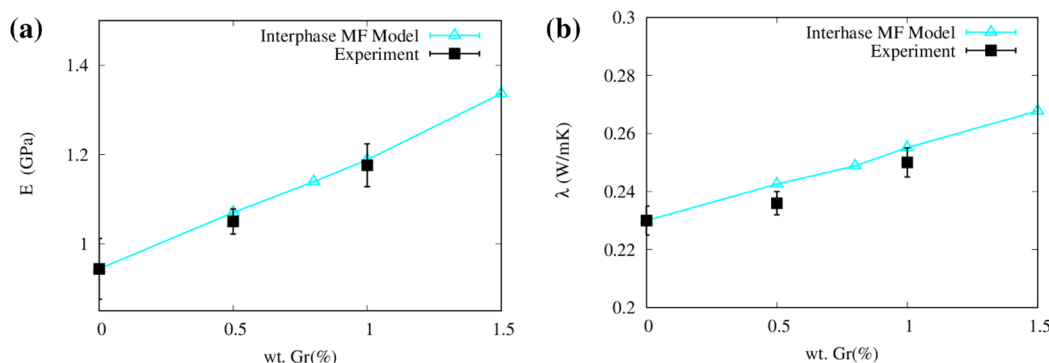 (a)
Interphase MF Model
Experiment
1.4
1.2
1
E (GPa)
0
0.5
1
1.5
wt. Gr(%)
(b)
Interhase MF Model
Experiment
0.3
0.28
0.26
0.24
0.22
0.2
λ (W/mK)
0
0.5
1
1.5
wt. Gr(%)